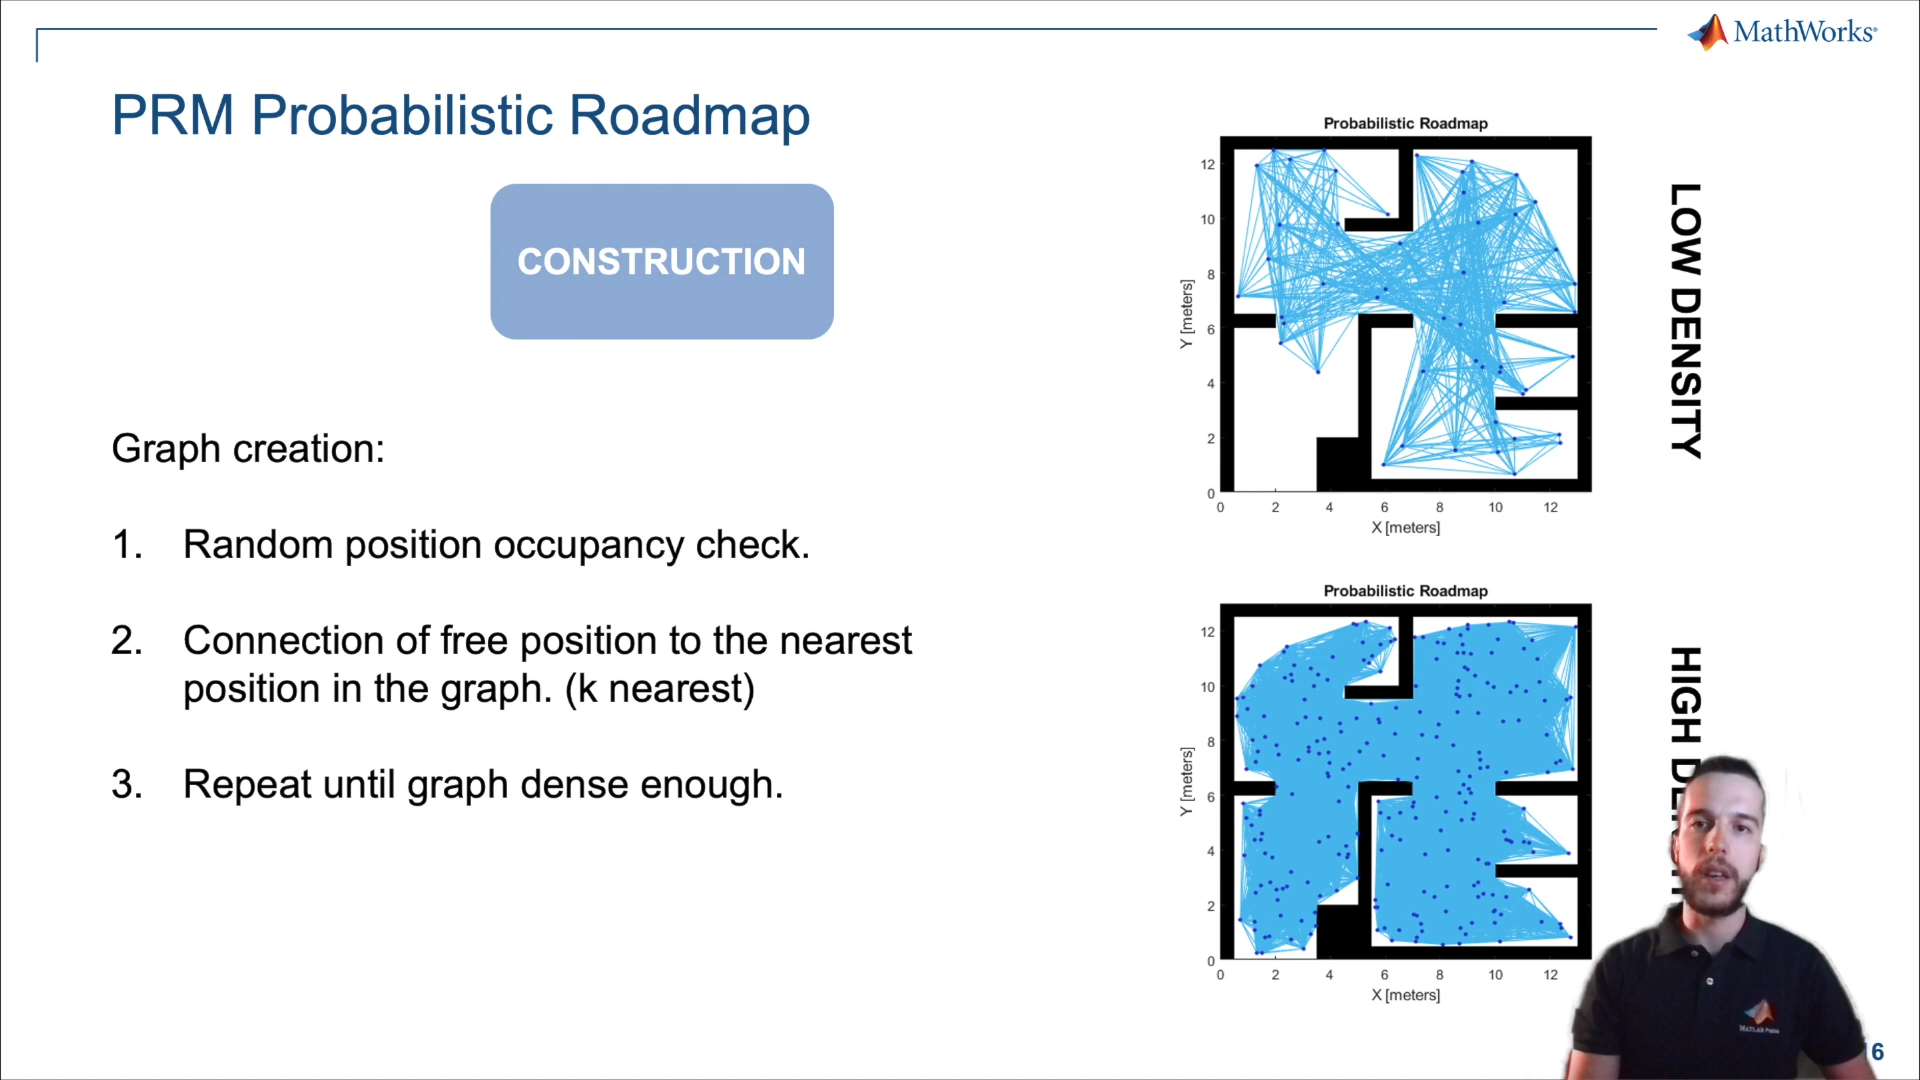 MathWorks®
PRM Probabilistic Roadmap
CONSTRUCTION
Graph creation:
1. Random position occupancy check.
2. Connection of free position to the nearest
position in the graph. (k nearest)
3. Repeat until graph dense enough.
Probabilistic Roadmap
12
10
8
6
4
2
0
Y [meters]
0 2 4 6 8 10 12
X [meters]
LOW DENSITY
Probabilistic Roadmap
12
10
8
6
4
2
0
Y [meters]
0 2 4 6 8 10 12
X [meters]
HIGH
MATLAB
6